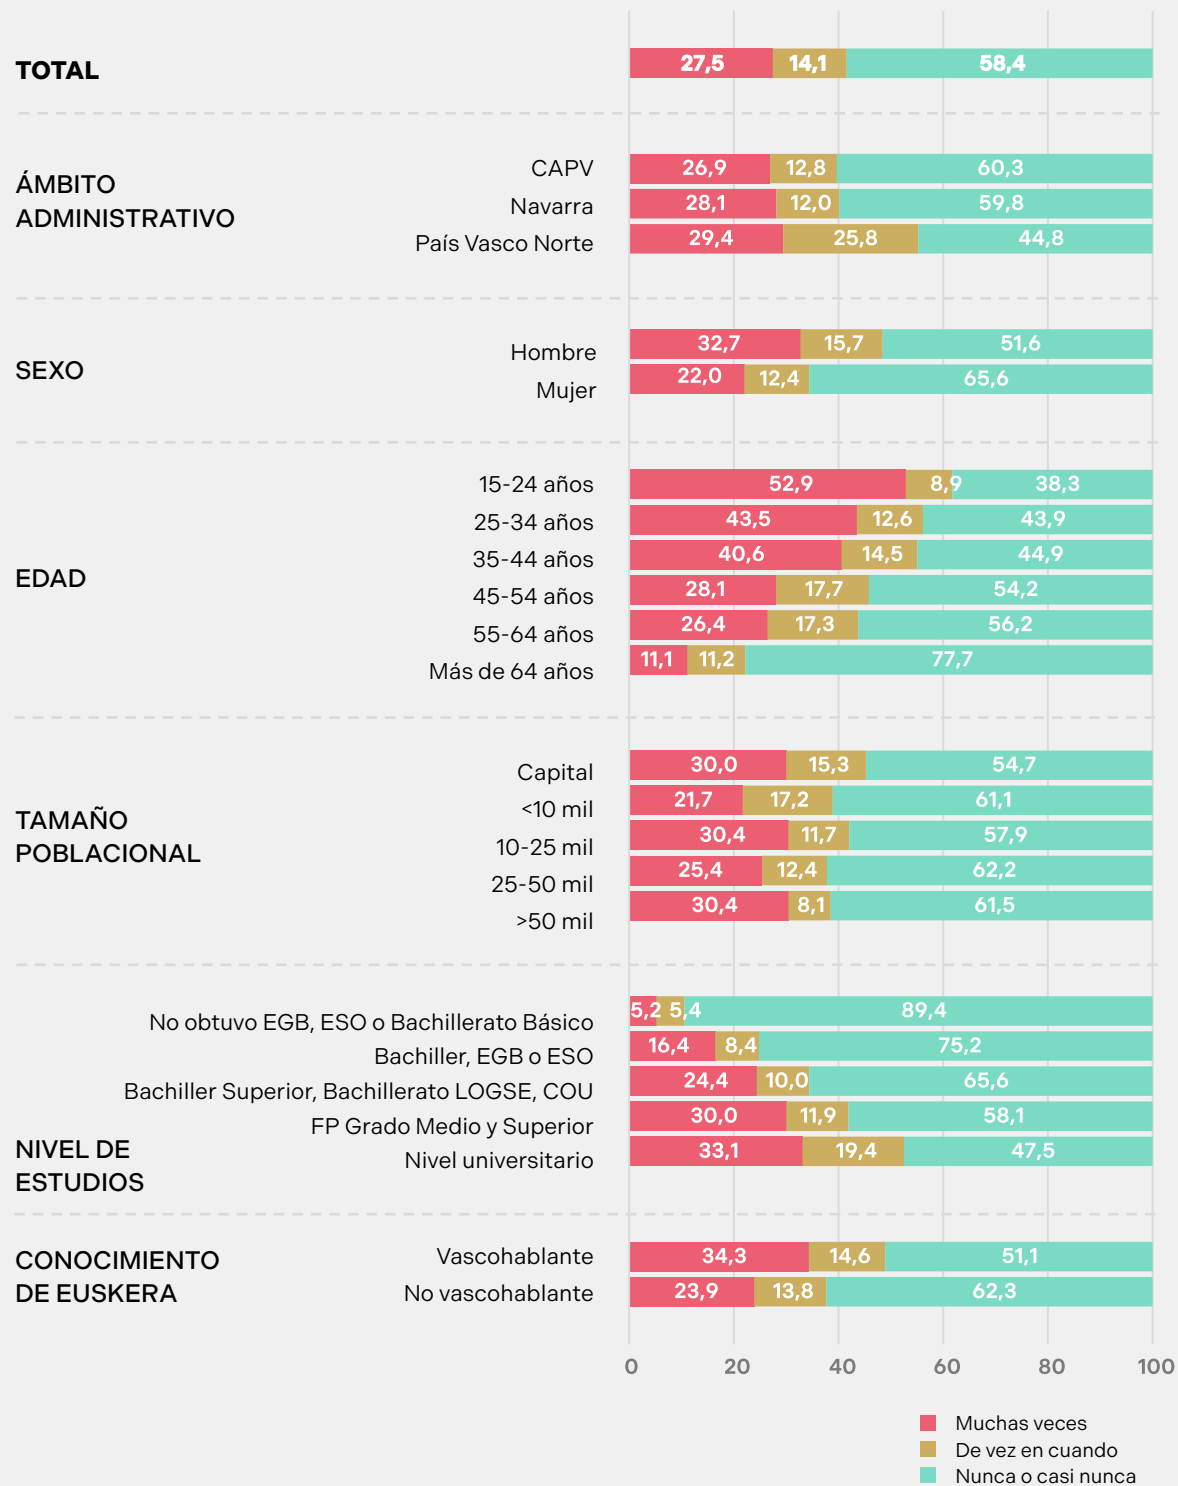 TOTAL
27,5 14,1 58,4
ÁMBITO
ADMINISTRATIVO
CAPV 26,9 12,8 60,3
Navarra 28,1 12,0 59,8
País Vasco Norte 29,4 25,8 44,8
SEXO
Hombre 32,7 15,7 51,6
Mujer 22,0 12,4 65,6
EDAD
15-24 años 52,9 8,9 38,3
25-34 años 43,5 12,6 43,9
35-44 años 40,6 14,5 44,9
45-54 años 28,1 17,7 54,2
55-64 años 26,4 17,3 56,2
Más de 64 años 11,1 11,2 77,7
TAMAÑO
POBLACIONAL
Capital 30,0 15,3 54,7
<10 mil 21,7 17,2 61,1
10-25 mil 30,4 11,7 57,9
25-50 mil 25,4 12,4 62,2
>50 mil 30,4 8,1 61,5
NIVEL DE
ESTUDIOS
No obtuvo EGB, ESO o Bachillerato Básico 5,2 5,4 89,4
Bachiller, EGB o ESO 16,4 8,4 75,2
Bachiller Superior, Bachillerato LOGSE, COU 24,4 10,0 65,6
FP Grado Medio y Superior 30,0 11,9 58,1
Nivel universitario 33,1 19,4 47,5
CONOCIMIENTO
DE EUSKERA
Vascohablante 34,3 14,6 51,1
No vascohablante 23,9 13,8 62,3
0 20 40 60 80 100
Muchas veces
De vez en cuando
Nunca o casi nunca